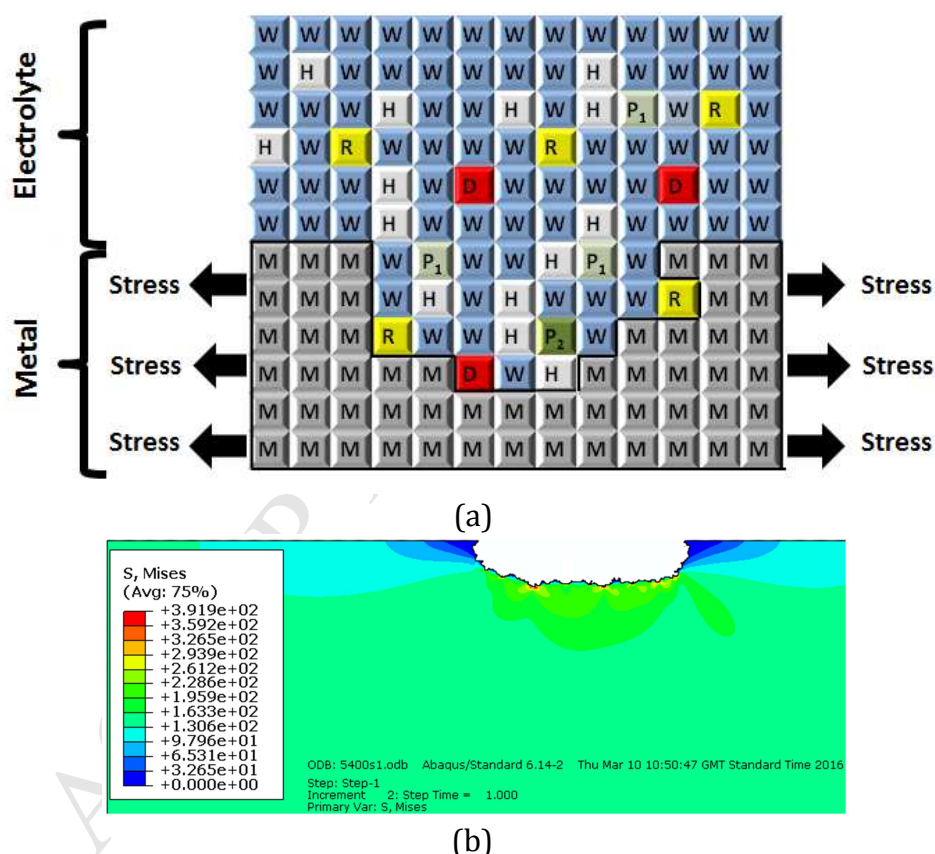 Electrolyte
W W W W W W W W W W W W W
W H W W W W W W H W W W W
W W W H W W H W H P₁ W R W
H W R W W W W R W W W W W
W W W H W D W W W W D W W
W W W H W W W W H W W W W
Metal
M M M W P₁ W W H P₁ W M M M
Stress M M M W H W H W W W R M M Stress
M M M R W W H P₂ W M M M M
Stress M M M M M D W H M M M M M Stress
M M M M M M M M M M M M M
Stress M M M M M M M M M M M M M Stress
(a)
S, Mises
(Avg: 75%)
+3.919e+02
+3.592e+02
+3.265e+02
+2.939e+02
+2.612e+02
+2.286e+02
+1.959e+02
+1.633e+02
+1.306e+02
+9.796e+01
+6.531e+01
+3.265e+01
+0.000e+00
ODB: 5400s1.odb Abaqus/Standard 6.14-2 Thu Mar 10 10:50:47 GMT Standard Time 2016
Step: Step-1
Increment 2: Step Time = 1.000
Primary Var: S, Mises
(b)